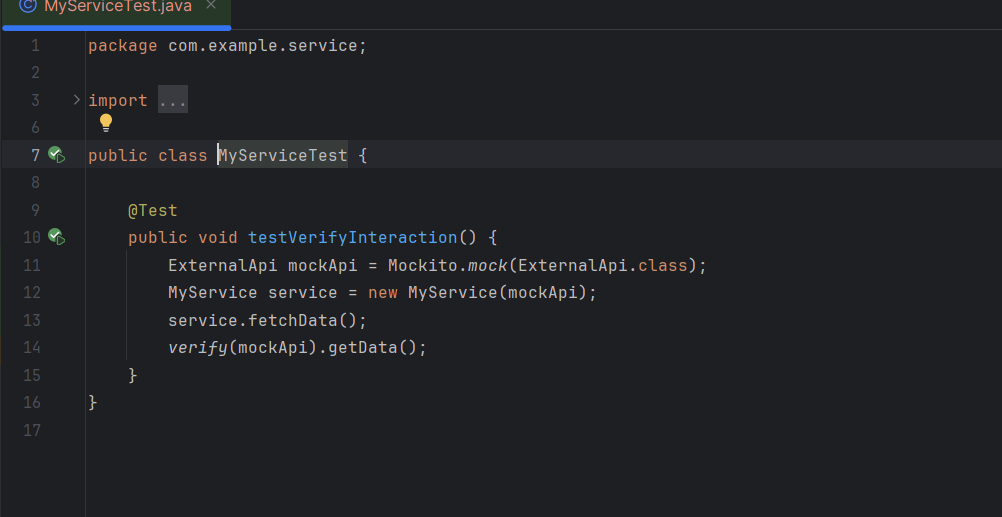 MyServiceTest.java
1 package com.example.service;
2
3 import ...
6
7 public class MyServiceTest {
8
9 @Test
10 public void testVerifyInteraction() {
11 ExternalApi mockApi = Mockito.mock(ExternalApi.class);
12 MyService service = new MyService(mockApi);
13 service.fetchData();
14 verify(mockApi).getData();
15 }
16 }
17